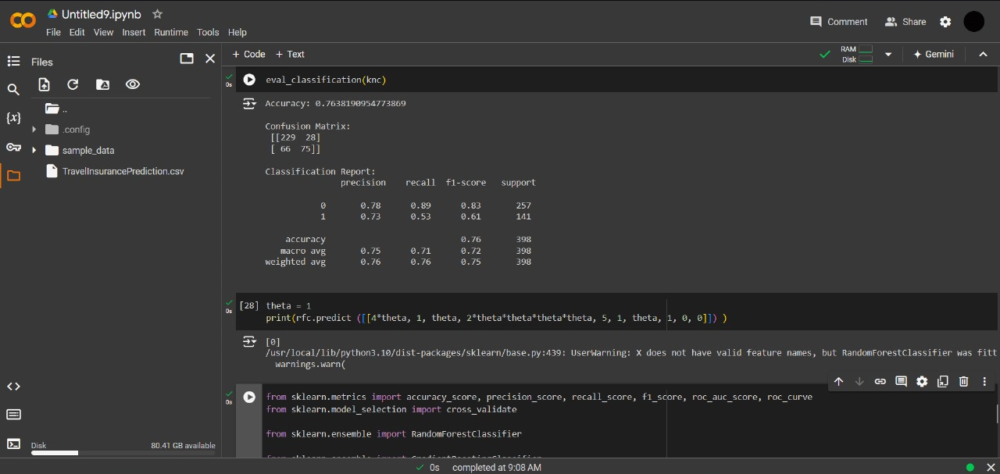 Untitled9.ipynb
File Edit View Insert Runtime Tools Help
Comment Share
Files
..
.config
sample_data
TravelInsurancePrediction.csv
Disk 80.41 GB available
+ Code + Text
RAM
Disk
Gemini
0s eval_classification(knc)
Accuracy: 0.7638190954773869
Confusion Matrix:
[[229 28]
[ 66 75]]
Classification Report:
precision recall f1-score support
0 0.78 0.89 0.83 257
1 0.73 0.53 0.61 141
accuracy 0.76 398
macro avg 0.75 0.71 0.72 398
weighted avg 0.76 0.76 0.75 398
0s [28] theta = 1
print(rfc.predict ([[4*theta, 1, theta, 2*theta*theta*theta*theta, 5, 1, theta, 1, 0, 0]]) )
[0]
/usr/local/lib/python3.10/dist-packages/sklearn/base.py:439: UserWarning: X does not have valid feature names, but RandomForestClassifier was fitt
warnings.warn(
0s from sklearn.metrics import accuracy_score, precision_score, recall_score, f1_score, roc_auc_score, roc_curve
from sklearn.model_selection import cross_validate
from sklearn.ensemble import RandomForestClassifier
from sklearn.ensemble import GradientBoostingClassifier
0s completed at 9:08 AM